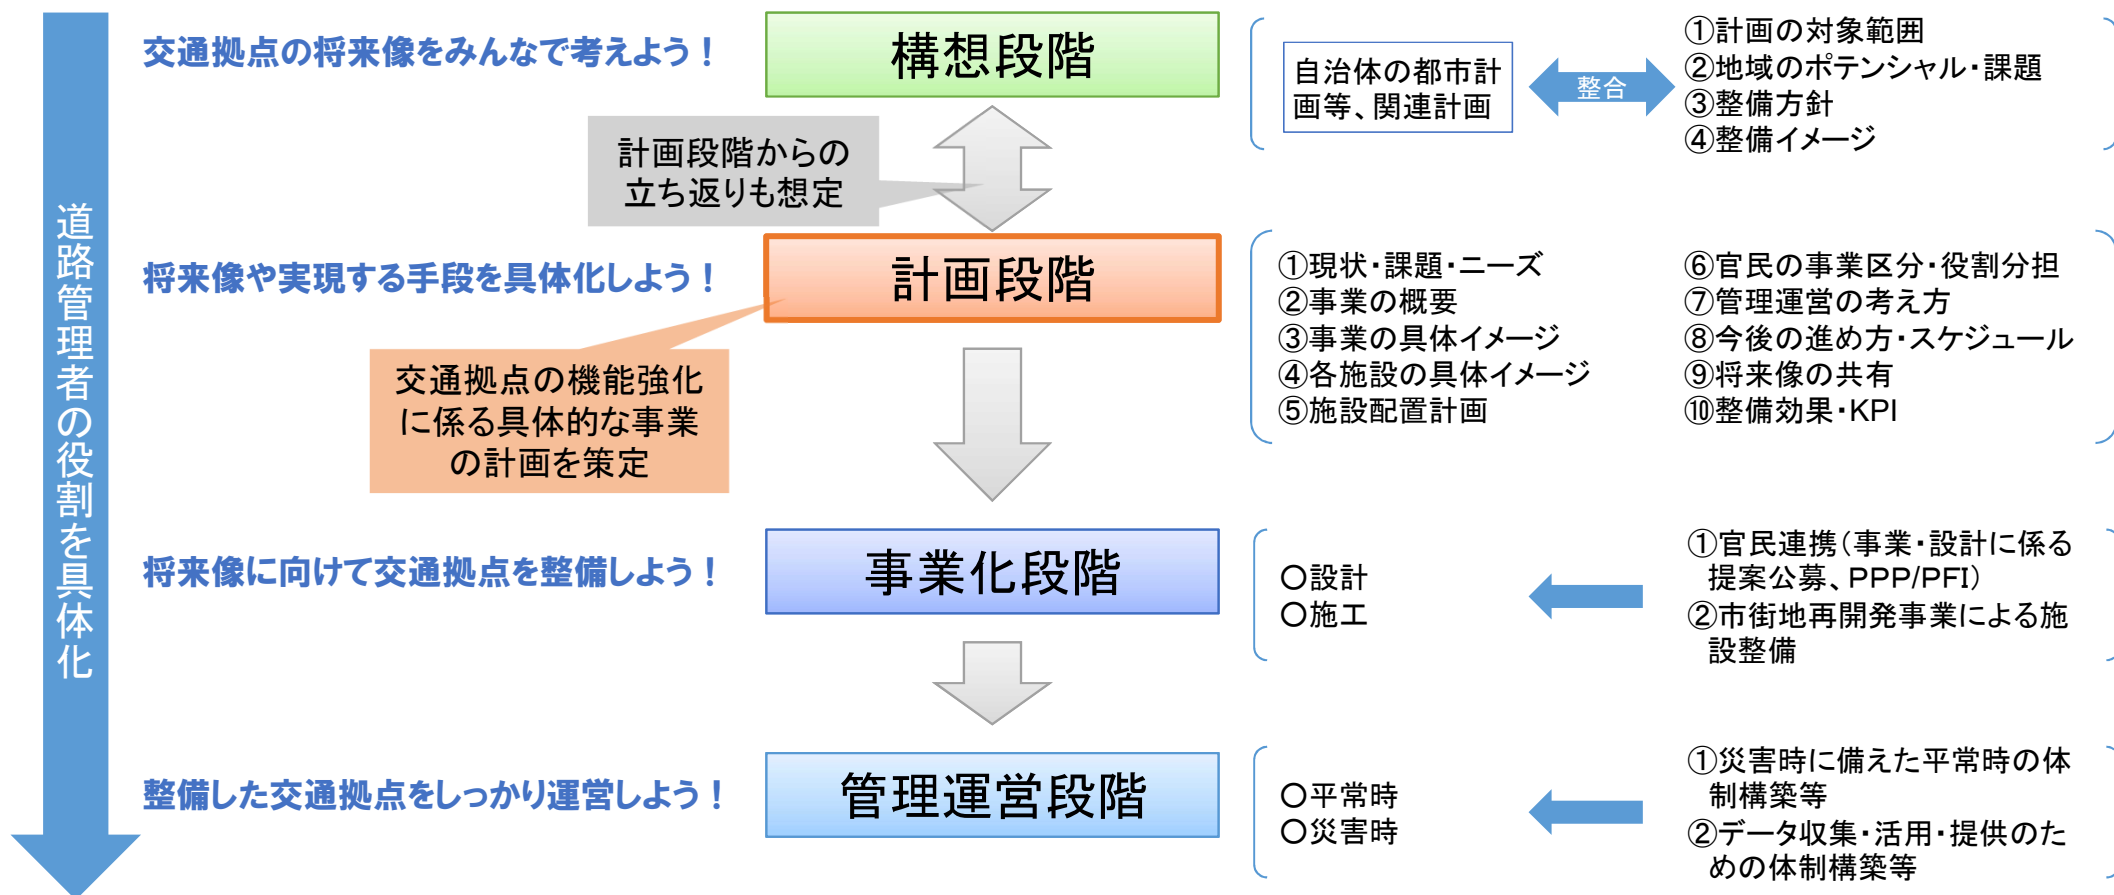 道路管理者の役割を具体化
交通拠点の将来像をみんなで考えよう！
構想段階
自治体の都市計
画等、関連計画
整合
①計画の対象範囲
②地域のポテンシャル・課題
③整備方針
④整備イメージ
計画段階からの
立ち返りも想定
将来像や実現する手段を具体化しよう！
計画段階
①現状・課題・ニーズ
②事業の概要
③事業の具体イメージ
④各施設の具体イメージ
⑤施設配置計画
⑥官民の事業区分・役割分担
⑦管理運営の考え方
⑧今後の進め方・スケジュール
⑨将来像の共有
⑩整備効果・KPI
交通拠点の機能強化
に係る具体的な事業
の計画を策定
将来像に向けて交通拠点を整備しよう！
事業化段階
○設計
○施工
①官民連携（事業・設計に係る
提案公募、PPP/PFI）
②市街地再開発事業による施
設整備
整備した交通拠点をしっかり運営しよう！
管理運営段階
○平常時
○災害時
①災害時に備えた平常時の体
制構築等
②データ収集・活用・提供のた
めの体制構築等